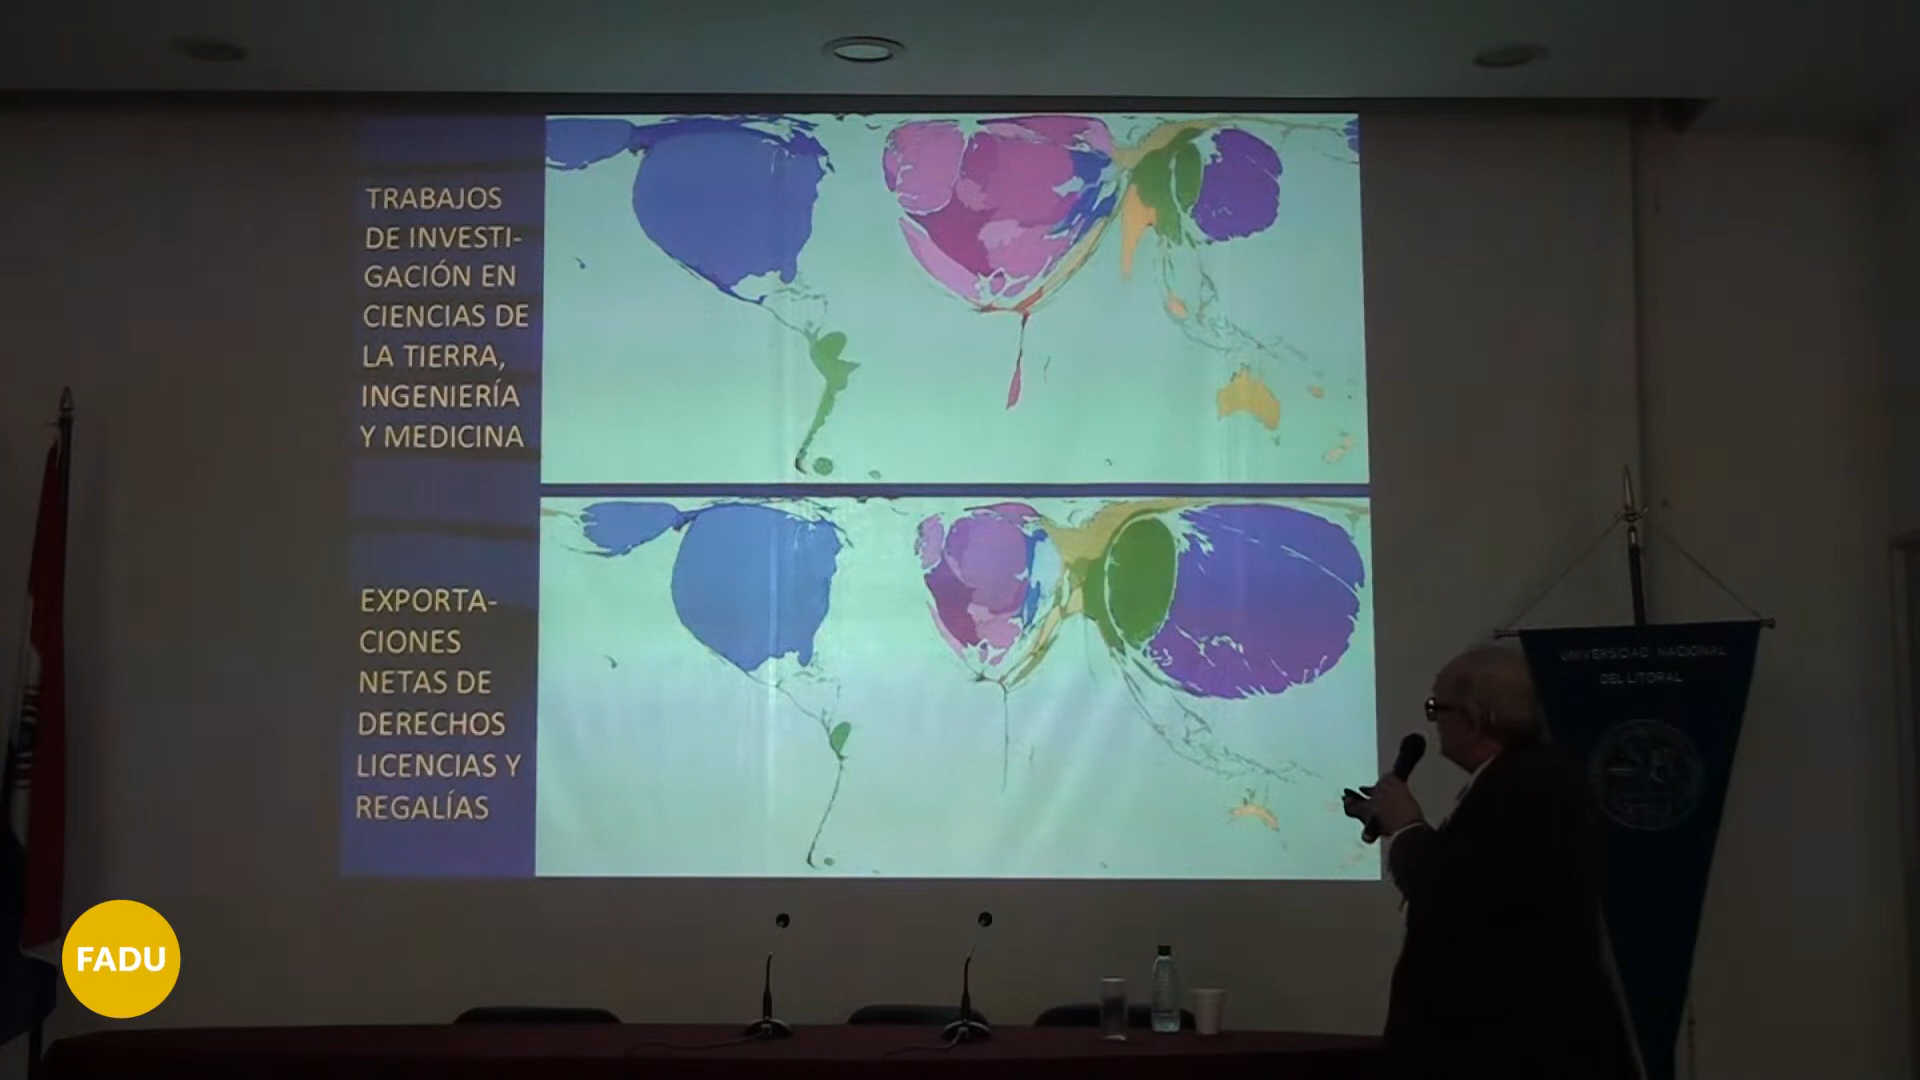 TRABAJOS
DE INVESTI-
GACIÓN EN
CIENCIAS DE
LA TIERRA,
INGENIERÍA
Y MEDICINA
EXPORTA-
CIONES
NETAS DE
DERECHOS
LICENCIAS Y
REGALÍAS
UNIVERSIDAD NACIONAL
DEL LITORAL
FADU